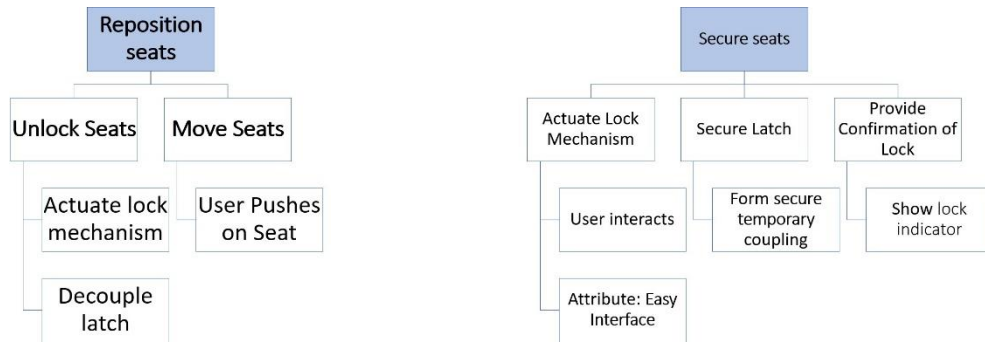 Reposition
seats
Unlock Seats
Move Seats
Actuate lock
mechanism
User Pushes
on Seat
Decouple
latch
Secure seats
Actuate Lock
Mechanism
Secure Latch
Provide
Confirmation of
Lock
User interacts
Form secure
temporary
coupling
Show lock
indicator
Attribute: Easy
Interface